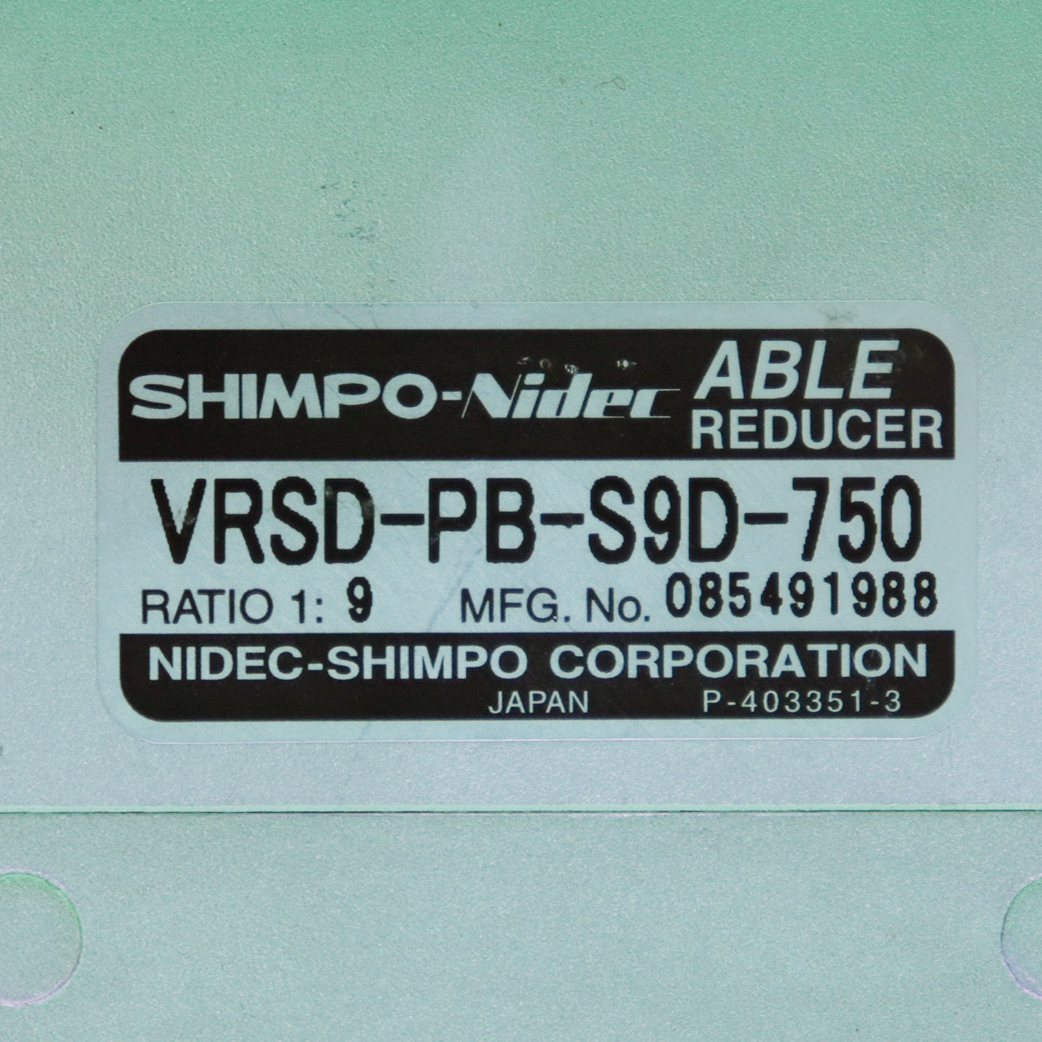 SHIMPO-Nidec ABLE
REDUCER
VRSD-PB-S9D-750
RATIO 1: 9 MFG. No. 085491988
NIDEC-SHIMPO CORPORATION
JAPAN P-403351-3